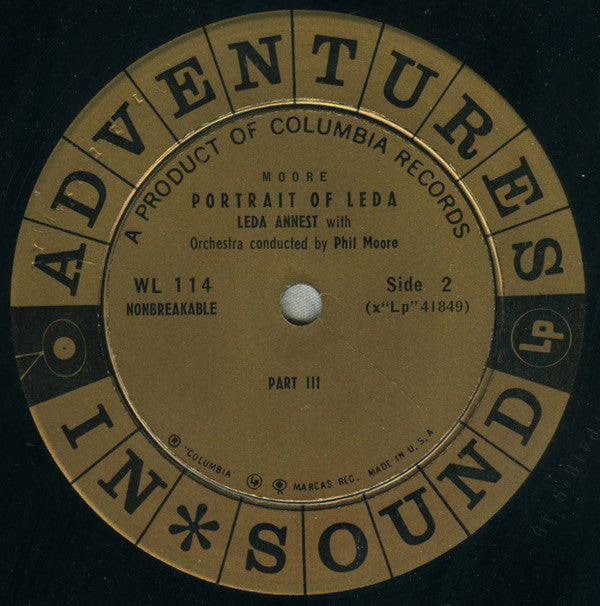 ADVENTURES
IN * SOUND
A PRODUCT OF COLUMBIA RECORDS
MOORE
PORTRAIT OF LEDA
LEDA ANNEST with
Orchestra conducted by Phil Moore
WL 114
NONBREAKABLE
Side 2
(x"Lp" 41849)
PART III
Lp
® "COLUMBIA" Lp MARCAS REG. MADE IN U.S.A